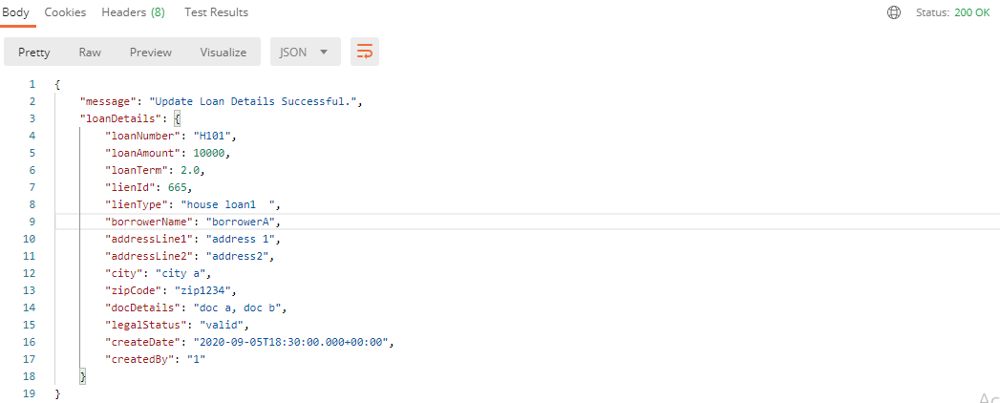 Body Cookies Headers (8) Test Results Status: 200 OK
Pretty Raw Preview Visualize JSON
1 {
2 "message": "Update Loan Details Successful.",
3 "loanDetails": {
4 "loanNumber": "H101",
5 "loanAmount": 10000,
6 "loanTerm": 2.0,
7 "lienId": 665,
8 "lienType": "house loan1  ",
9 "borrowerName": "borrowerA",
10 "addressLine1": "address 1",
11 "addressLine2": "address2",
12 "city": "city a",
13 "zipCode": "zip1234",
14 "docDetails": "doc a, doc b",
15 "legalStatus": "valid",
16 "createDate": "2020-09-05T18:30:00.000+00:00",
17 "createdBy": "1"
18 }
19 }